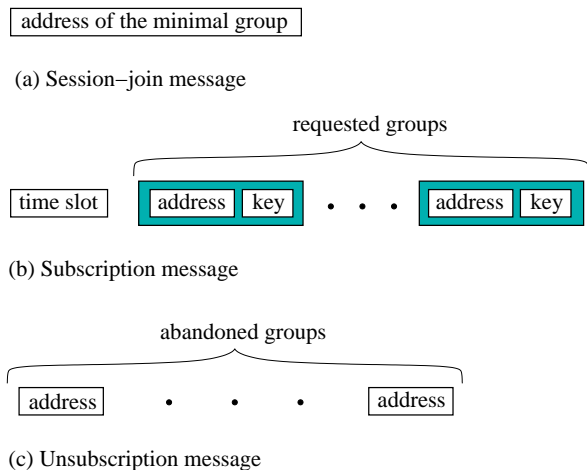 address of the minimal group
(a) Session−join message
requested groups
time slot address key . . . address key
(b) Subscription message
abandoned groups
address . . . address
(c) Unsubscription message